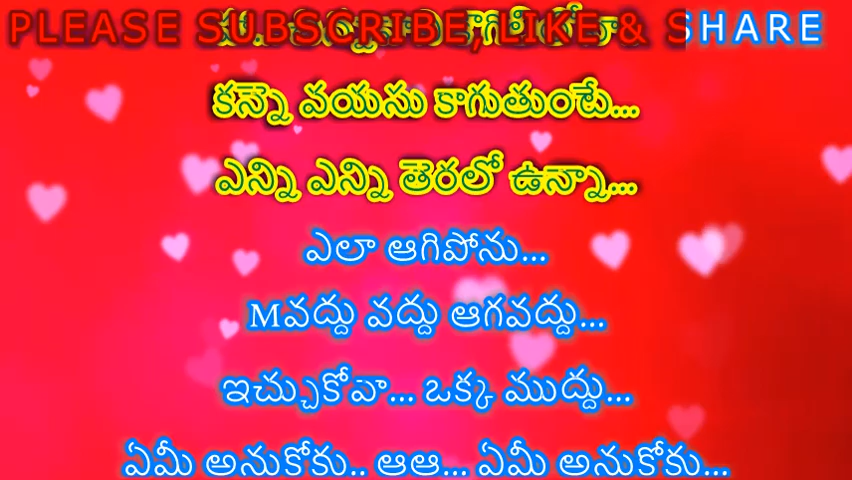 PLEASE SUBSCRIBE, LIKE & SHARE
కన్నె వయసు కాగుతుంటే...
ఎన్ని ఎన్ని తెరలో ఉన్నా...
ఎలా ఆగిపోను...
Mవద్దు వద్దు ఆగవద్దు...
ఇచ్చుకోవా... ఒక్క ముద్దు...
ఏమీ అనుకోకు.. ఆఆ... ఏమీ అనుకోకు...